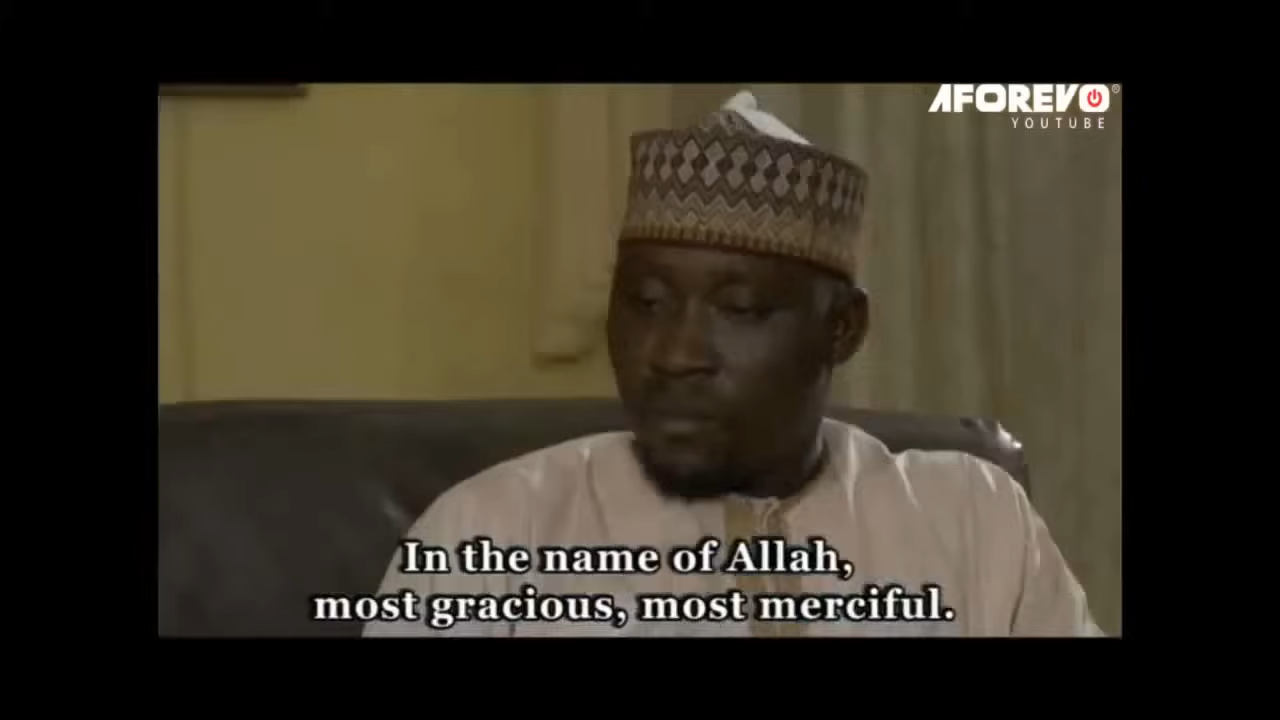 AFOREVO®
YOUTUBE
In the name of Allah,
most gracious, most merciful.